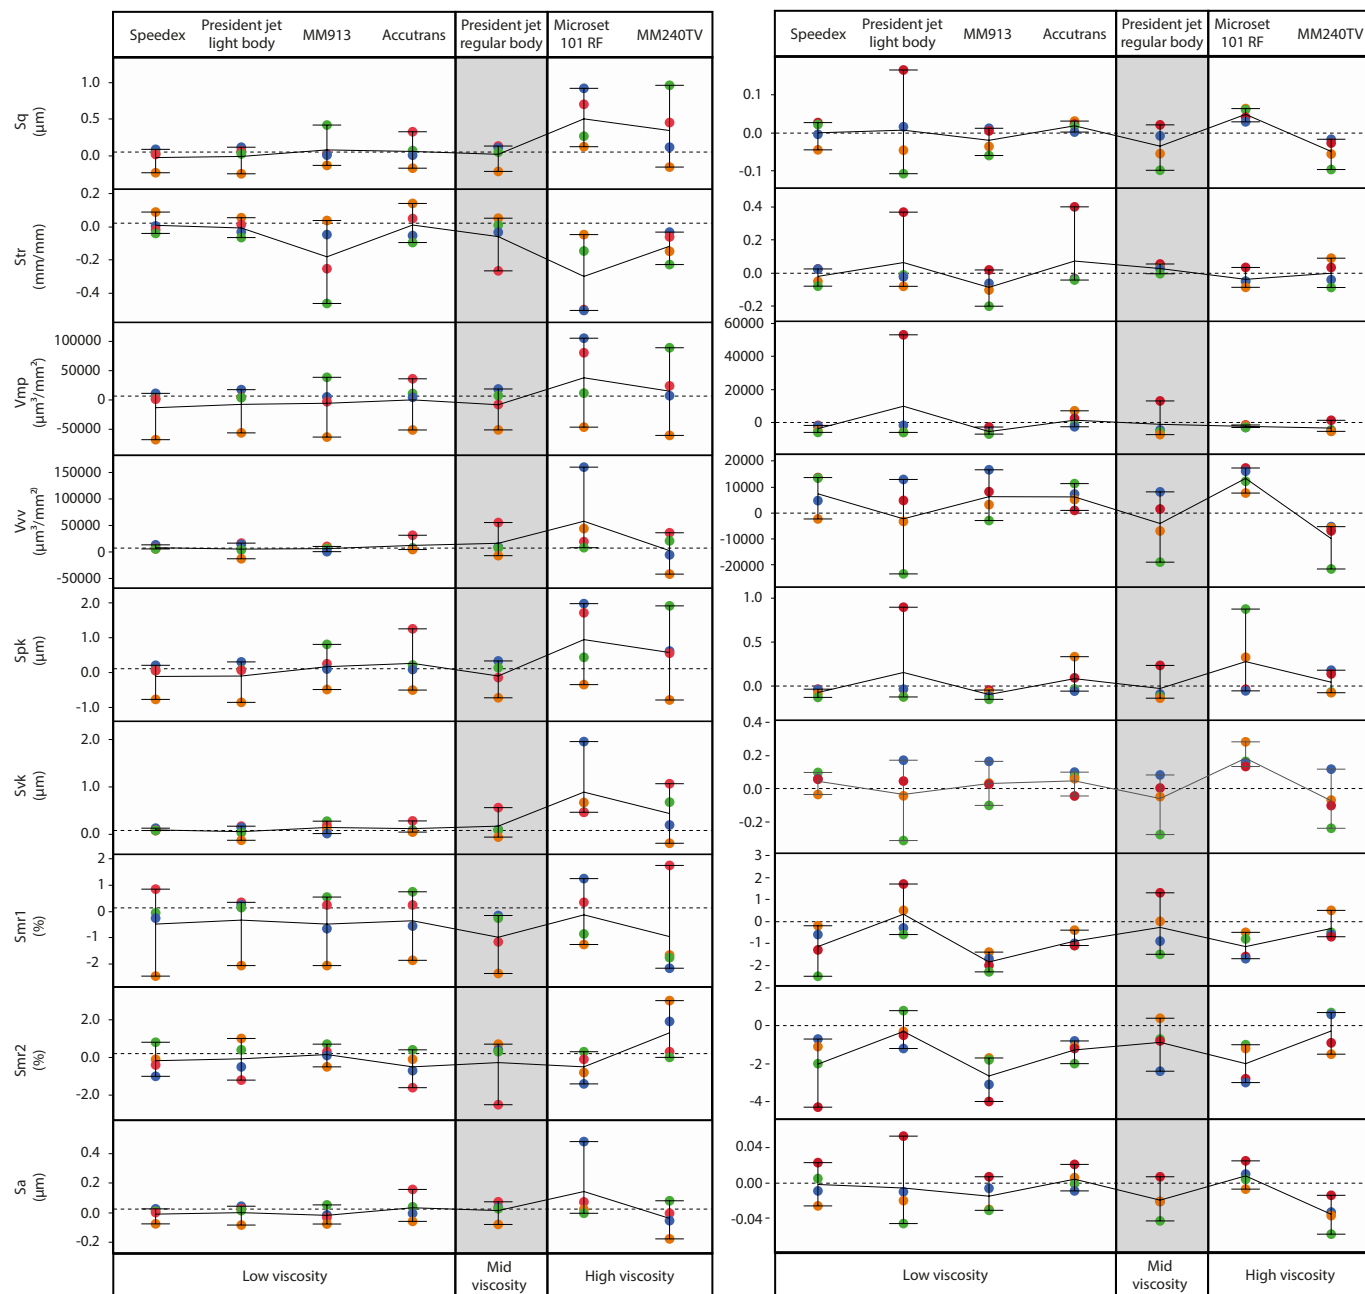 Speedex
President jet
light body
MM913
Accutrans
President jet
regular body
Microset
101 RF
MM240TV
Speedex
President jet
light body
MM913
Accutrans
President jet
regular body
Microset
101 RF
MM240TV
Sq
(µm)
1.0
0.5
0.0
0.1
0.0
-0.1
Str
(mm/mm)
0.2
0.0
-0.2
-0.4
0.4
0.2
0.0
-0.2
Vmp
(µm³/mm²)
100000
50000
0
-50000
60000
40000
20000
0
Vvv
(µm³/mm²)
150000
100000
50000
0
-50000
20000
10000
0
-10000
-20000
Spk
(µm)
2.0
1.0
0.0
-1.0
1.0
0.5
0.0
Svk
(µm)
2.0
1.0
0.0
0.4
0.2
0.0
-0.2
Smr1
(%)
2
1
0
-1
-2
3
2
1
0
-1
-2
Smr2
(%)
2.0
0.0
-2.0
2
0
-2
-4
Sa
(µm)
0.4
0.2
0.0
-0.2
0.04
0.00
-0.04
Low viscosity
Mid
viscosity
High viscosity
Low viscosity
Mid
viscosity
High viscosity